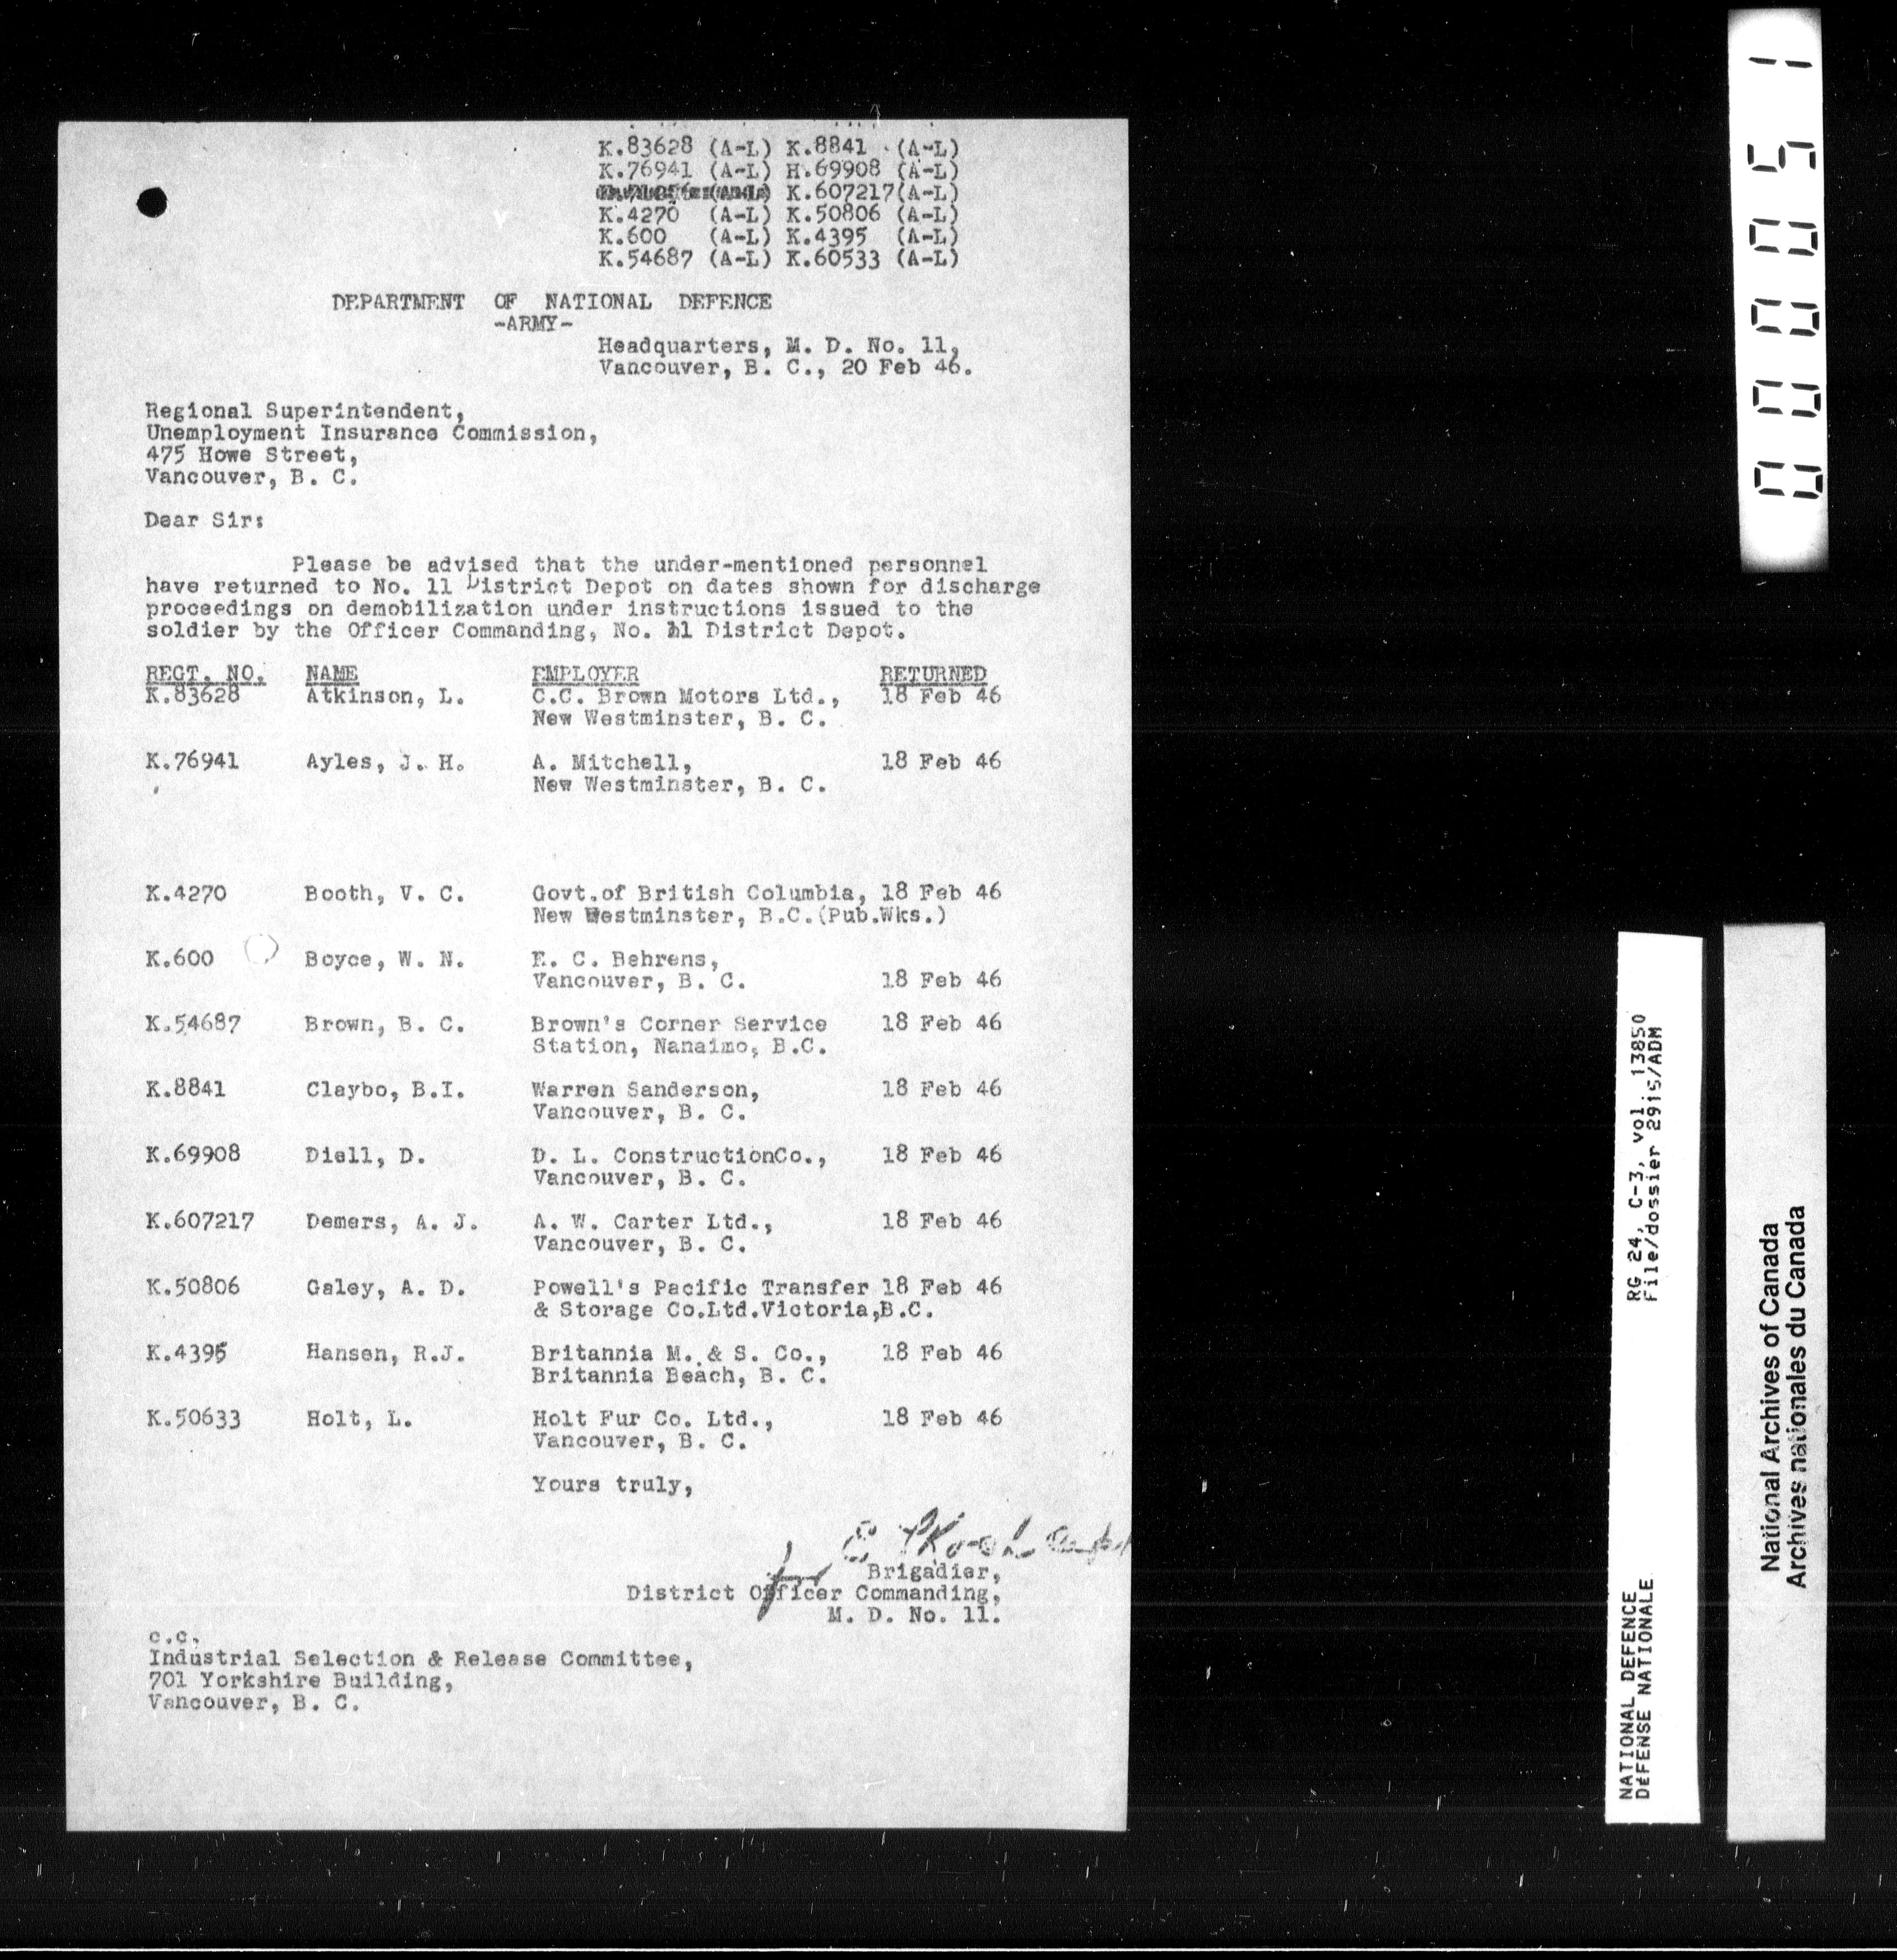 K.83628 (A-L) K.8841 (A-L)
K.76941 (A-L) H.69908 (A-L)
K.607217(A-L)
K.4270 (A-L) K.50806 (A-L)
K.600 (A-L) K.4395 (A-L)
K.54687 (A-L) K.60533 (A-L)
DEPARTMENT OF NATIONAL DEFENCE
-ARMY-
Headquarters, M. D. No. 11,
Vancouver, B. C., 20 Feb 46.
Regional Superintendent,
Unemployment Insurance Commission,
475 Howe Street,
Vancouver, B. C.
Dear Sir:
Please be advised that the under-mentioned personnel
have returned to No. 11 District Depot on dates shown for discharge
proceedings on demobilization under instructions issued to the
soldier by the Officer Commanding, No. 11 District Depot.
REGT. NO. NAME EMPLOYER RETURNED
K.83628 Atkinson, L. C.C. Brown Motors Ltd., 18 Feb 46
New Westminster, B. C.
K.76941 Ayles, J. H. A. Mitchell, 18 Feb 46
New Westminster, B. C.
K.4270 Booth, V. C. Govt.of British Columbia, 18 Feb 46
New Westminster, B.C.(Pub.Wks.)
K.600 Boyce, W. N. E. C. Behrens,
Vancouver, B. C. 18 Feb 46
K.54687 Brown, B. C. Brown's Corner Service 18 Feb 46
Station, Nanaimo, B.C.
K.8841 Claybo, B.I. Warren Sanderson, 18 Feb 46
Vancouver, B. C.
K.69908 Diell, D. D. L. ConstructionCo., 18 Feb 46
Vancouver, B. C.
K.607217 Demers, A. J. A. W. Carter Ltd., 18 Feb 46
Vancouver, B. C.
K.50806 Galey, A. D. Powell's Pacific Transfer 18 Feb 46
& Storage Co.Ltd.Victoria,B.C.
K.4395 Hansen, R.J. Britannia M. & S. Co., 18 Feb 46
Britannia Beach, B. C.
K.50633 Holt, L. Holt Fur Co. Ltd., 18 Feb 46
Vancouver, B. C.
Yours truly,
for
Brigadier,
District Officer Commanding,
M. D. No. 11.
c.c.
Industrial Selection & Release Committee,
701 Yorkshire Building,
Vancouver, B. C.
NATIONAL DEFENCE RG 24, C-3, vol. 13850
DÉFENSE NATIONALE File/dossier 2915/ADM
National Archives of Canada
Archives nationales du Canada
000051